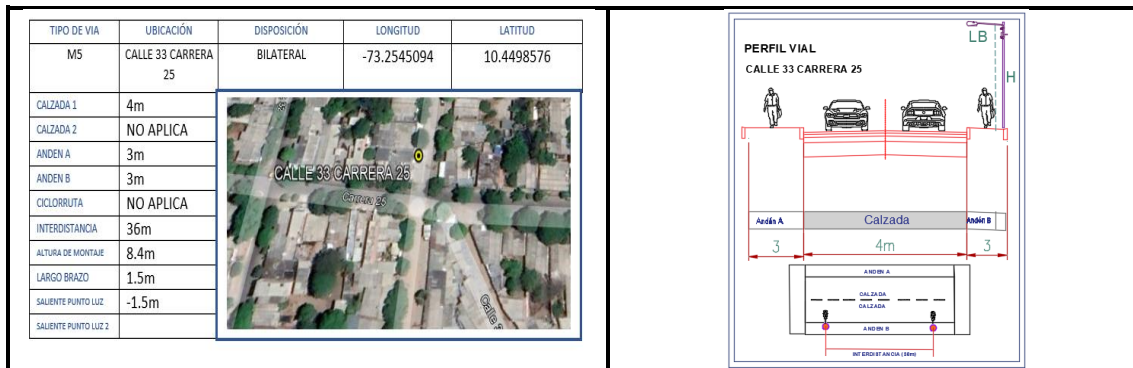 TIPO DE VIA UBICACIÓN DISPOSICIÓN LONGITUD LATITUD
M5 CALLE 33 CARRERA 25 BILATERAL -73.2545094 10.4498576
CALZADA 1 4m
CALZADA 2 NO APLICA
ANDEN A 3m
ANDEN B 3m
CICLORRUTA NO APLICA
INTERDISTANCIA 36m
ALTURA DE MONTAJE 8.4m
LARGO BRAZO 1.5m
SALIENTE PUNTO LUZ -1.5m
SALIENTE PUNTO LUZ 2
CALLE 33 CARRERA 25
Carrera 25
PERFIL VIAL
CALLE 33 CARRERA 25
LB
H
Andén A Calzada Andén B
3 4m 3
ANDEN A
CALZADA
CALZADA
ANDEN B